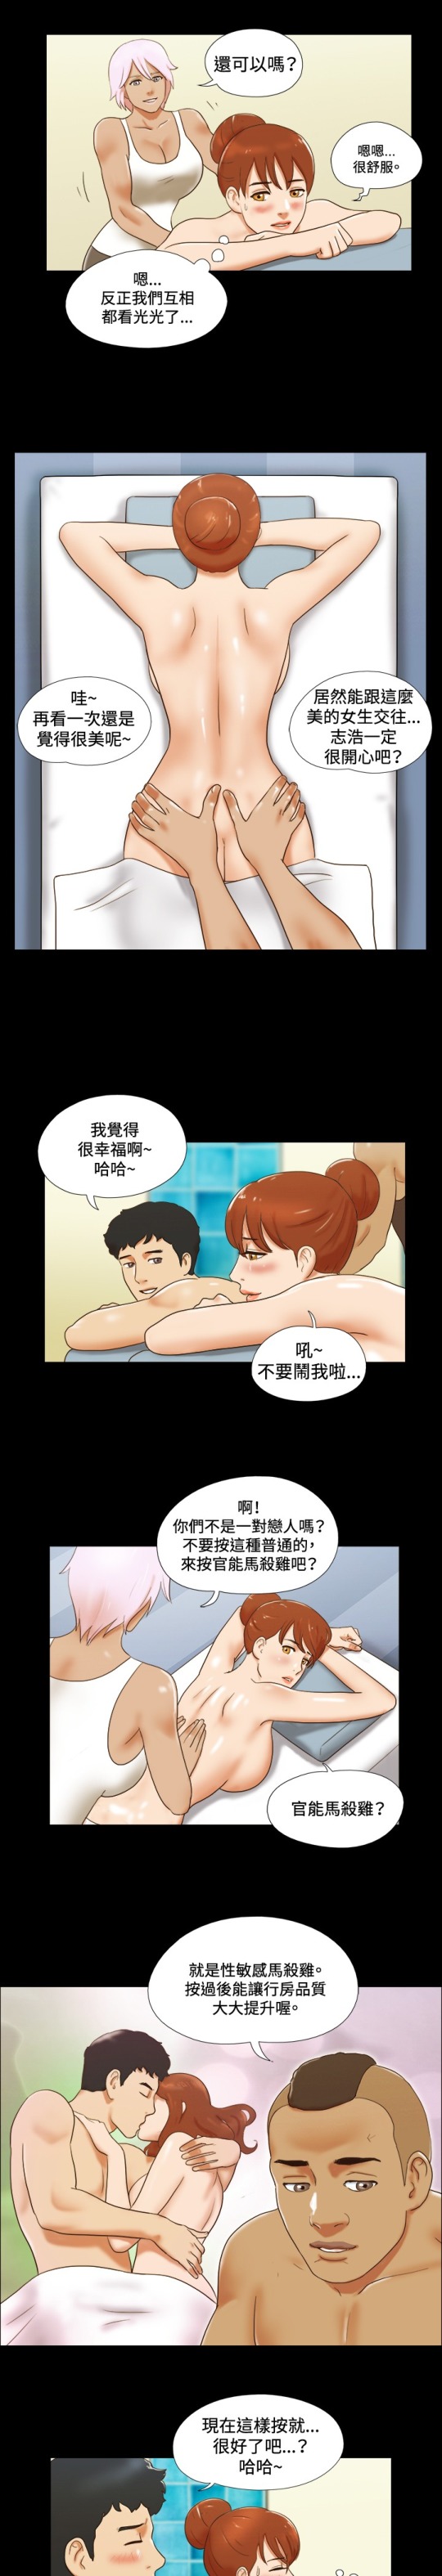 還可以嗎？
嗯嗯...
很舒服。
嗯...
反正我們互相
都看光光了...
哇~
再看一次還是
覺得很美呢~
居然能跟這麼
美的女生交往...
志浩一定
很開心吧？
我覺得
很幸福啊~
哈哈~
吼~
不要鬧我啦...
啊！
你們不是一對戀人嗎？
不要按這種普通的，
來按官能馬殺雞吧？
官能馬殺雞？
就是性敏感馬殺雞。
按過後能讓行房品質
大大提升喔。
現在這樣按就...
很好了吧...？
哈哈~